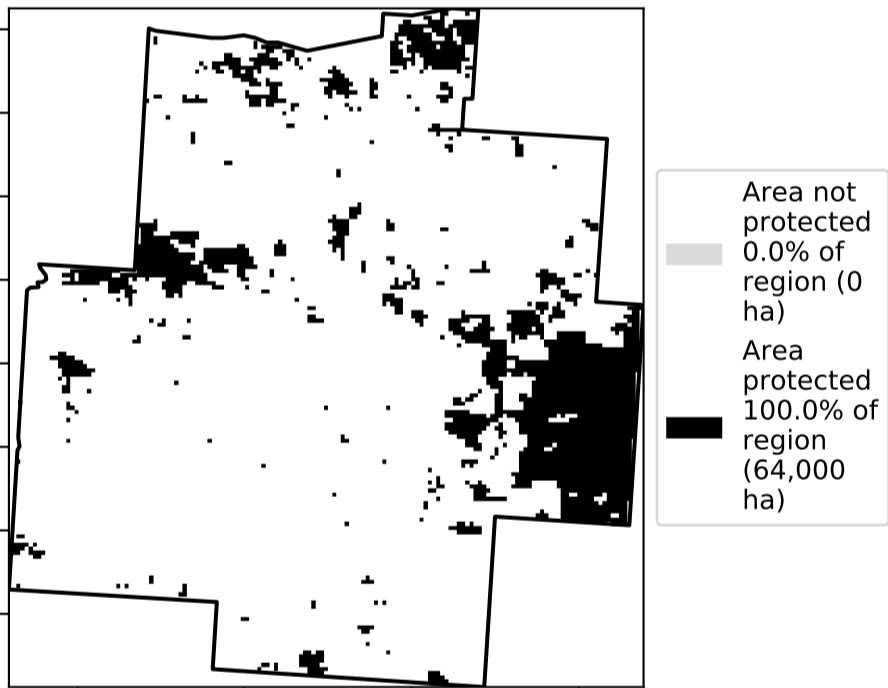 Area not
protected
0.0% of
region (0
ha)
Area
protected
100.0% of
region
(64,000
ha)